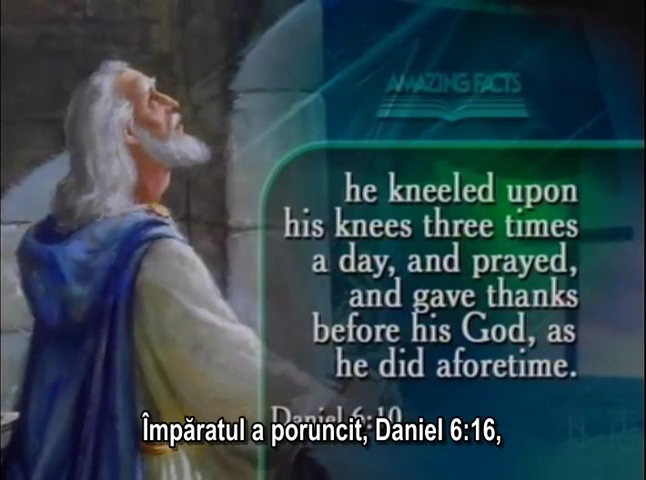 AMAZING FACTS
he kneeled upon
his knees three times
a day, and prayed,
and gave thanks
before his God, as
he did aforetime.
Daniel 6:10
Împăratul a poruncit, Daniel 6:16,